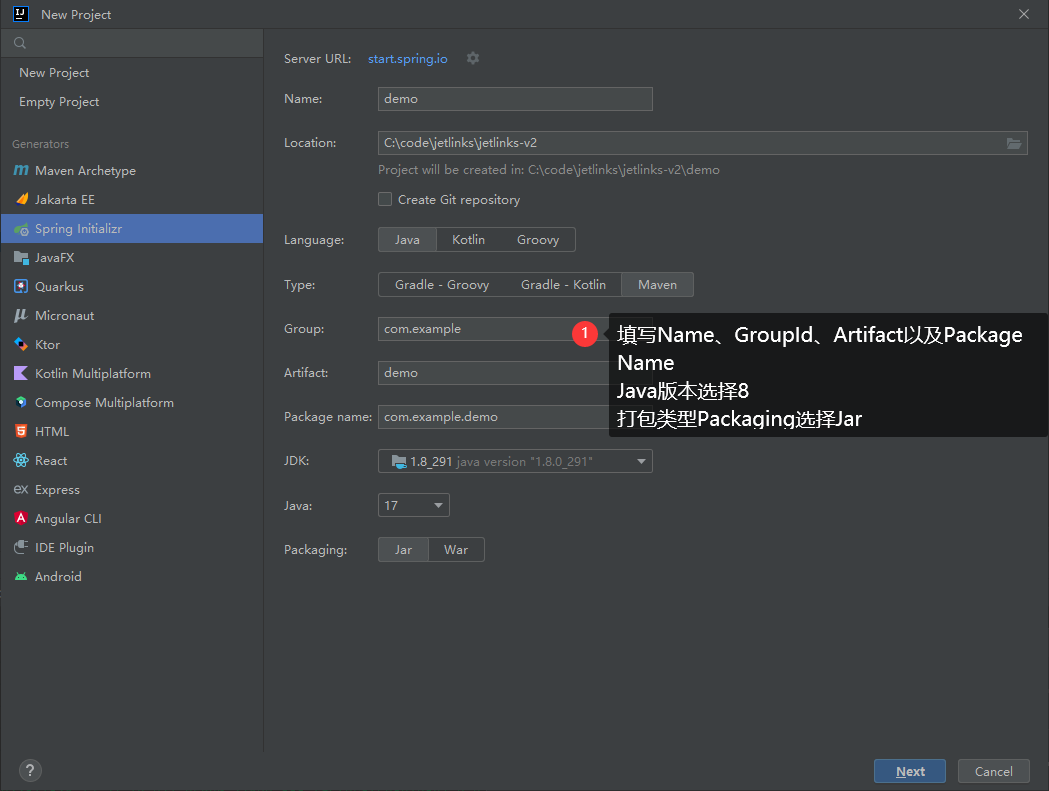 New Project
New Project
Empty Project
Generators
Maven Archetype
Jakarta EE
Spring Initializr
JavaFX
Quarkus
Micronaut
Ktor
Kotlin Multiplatform
Compose Multiplatform
HTML
React
Express
Angular CLI
IDE Plugin
Android
Server URL: start.spring.io
Name: demo
Location: C:\code\jetlinks\jetlinks-v2
Project will be created in: C:\code\jetlinks\jetlinks-v2\demo
Create Git repository
Language: Java Kotlin Groovy
Type: Gradle - Groovy Gradle - Kotlin Maven
Group: com.example
Artifact: demo
Package name: com.example.demo
JDK: 1.8_291 java version "1.8.0_291"
Java: 17
Packaging: Jar War
1
填写Name、GroupId、Artifact以及Package
Name
Java版本选择8
打包类型Packaging选择Jar
? Next Cancel